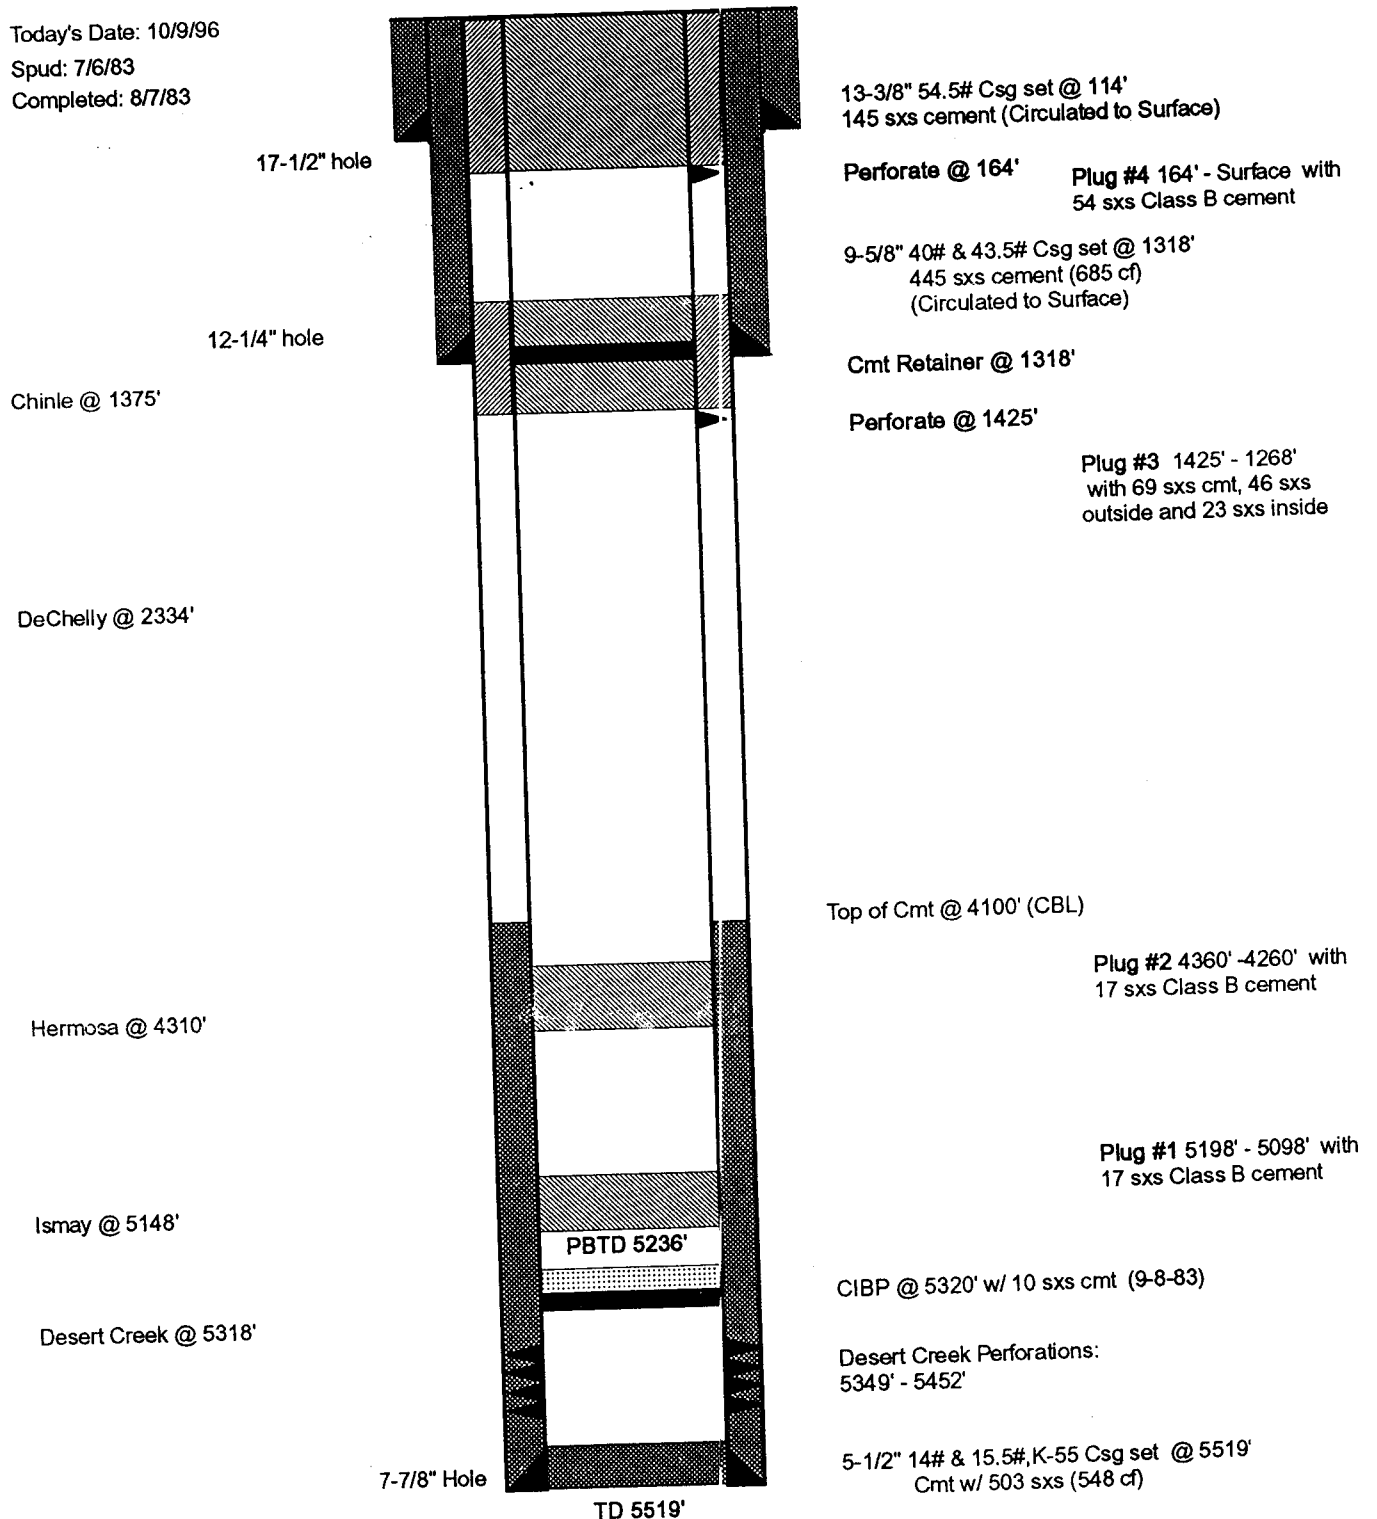 Today's Date: 10/9/96
Spud: 7/6/83
Completed: 8/7/83
13-3/8" 54.5# Csg set @ 114'
145 sxs cement (Circulated to Surface)
17-1/2" hole
Perforate @ 164'
Plug #4 164' - Surface with
54 sxs Class B cement
9-5/8" 40# & 43.5# Csg set @ 1318'
445 sxs cement (685 cf)
(Circulated to Surface)
12-1/4" hole
Cmt Retainer @ 1318'
Chinle @ 1375'
Perforate @ 1425'
Plug #3 1425' - 1268'
with 69 sxs cmt, 46 sxs
outside and 23 sxs inside
DeChelly @ 2334'
Top of Cmt @ 4100' (CBL)
Plug #2 4360' -4260' with
17 sxs Class B cement
Hermosa @ 4310'
Plug #1 5198' - 5098' with
17 sxs Class B cement
Ismay @ 5148'
PBTD 5236'
CIBP @ 5320' w/ 10 sxs cmt (9-8-83)
Desert Creek @ 5318'
Desert Creek Perforations:
5349' - 5452'
5-1/2" 14# & 15.5#,K-55 Csg set @ 5519'
Cmt w/ 503 sxs (548 cf)
7-7/8" Hole
TD 5519'